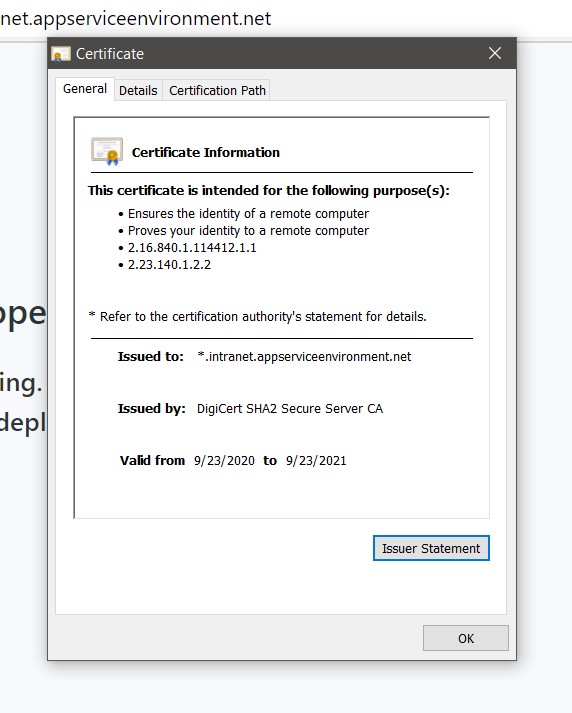 net.appserviceenvironment.net
Certificate
General Details Certification Path
Certificate Information
This certificate is intended for the following purpose(s):
• Ensures the identity of a remote computer
• Proves your identity to a remote computer
• 2.16.840.1.114412.1.1
• 2.23.140.1.2.2
* Refer to the certification authority's statement for details.
ope
Issued to: *.intranet.appserviceenvironment.net
ing.
Issued by: DigiCert SHA2 Secure Server CA
depl
Valid from 9/23/2020 to 9/23/2021
Issuer Statement
OK